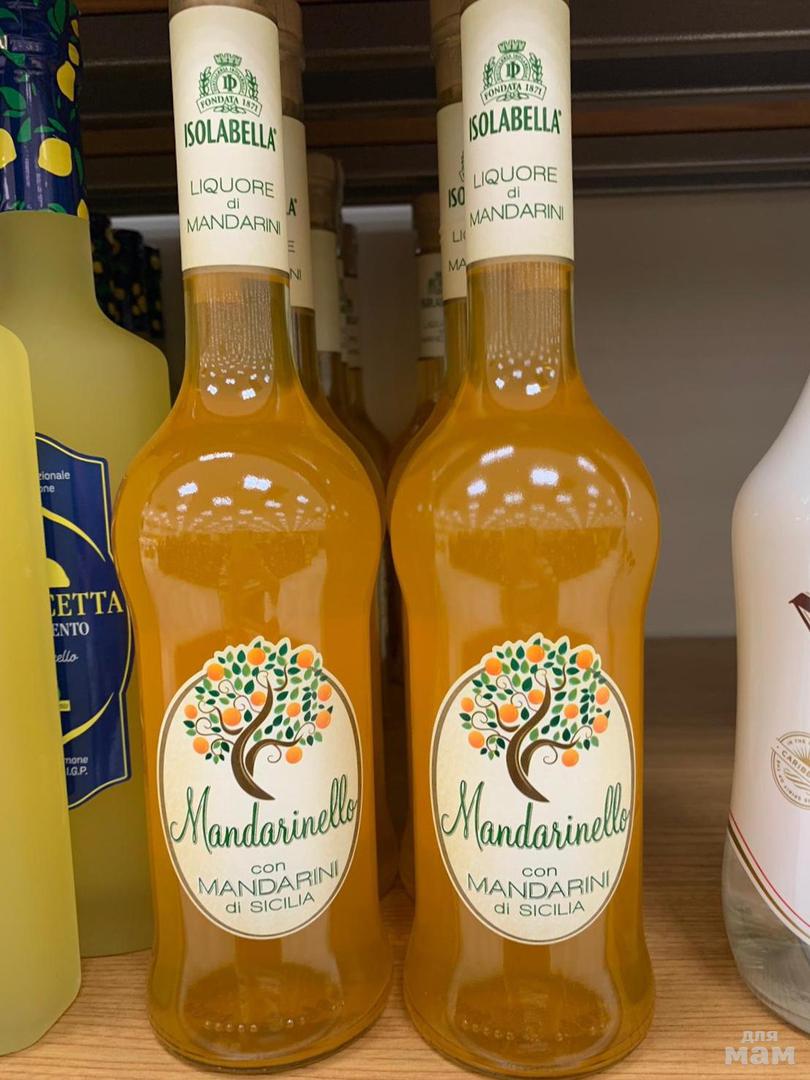 FONDATA 1871
ISOLABELLA
LIQUORE
di
MANDARINI
Mandarinello
con
MANDARINI
di SICILIA
FONDATA 1871
ISOLABELLA
LIQUORE
di
MANDARINI
Mandarinello
con
MANDARINI
di SICILIA
CETTA
ENTO
для
мам